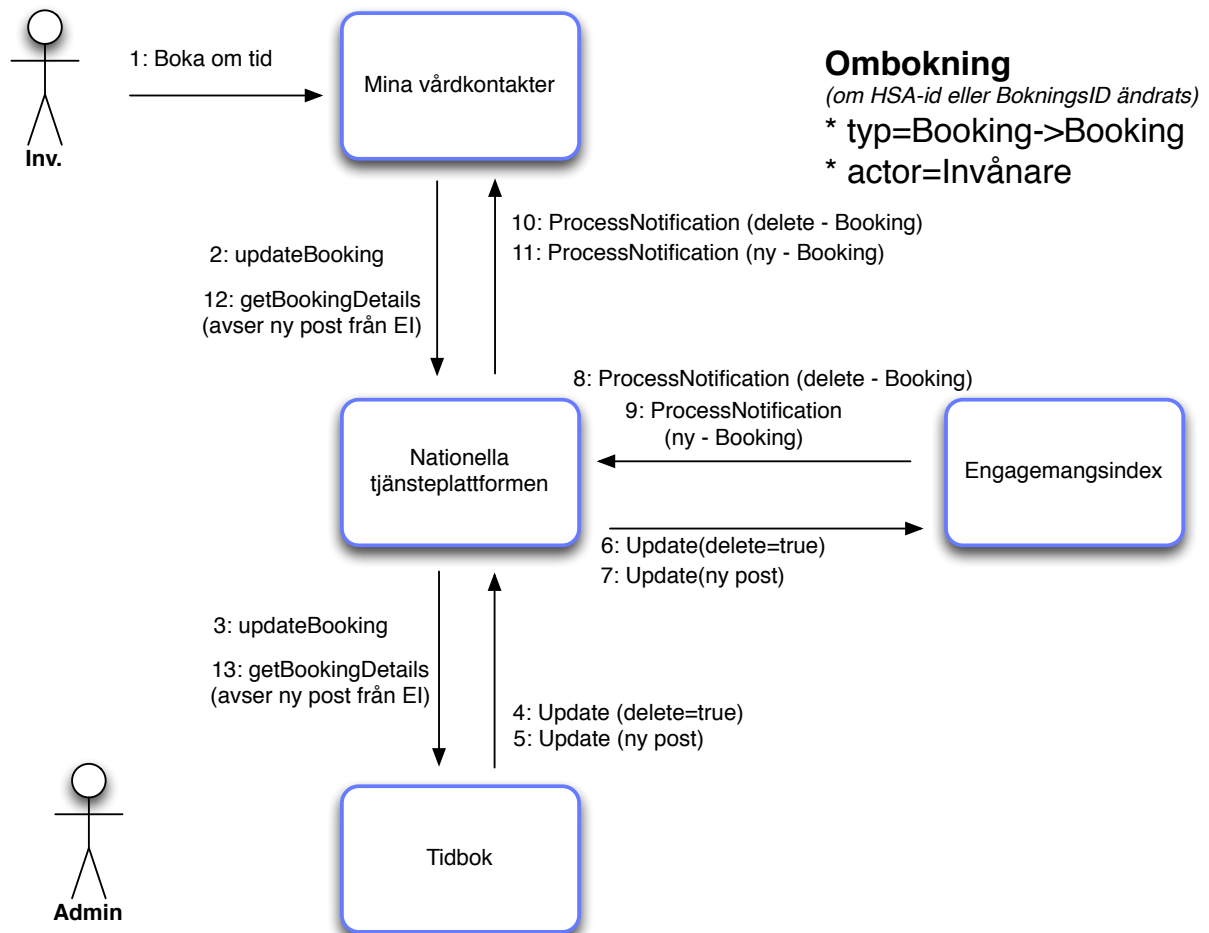 1: Boka om tid
Inv.
Mina vårdkontakter
Ombokning
(om HSA-id eller BokningsID ändrats)
* typ=Booking->Booking
* actor=Invånare
10: ProcessNotification (delete - Booking)
11: ProcessNotification (ny - Booking)
2: updateBooking
12: getBookingDetails
(avser ny post från EI)
8: ProcessNotification (delete - Booking)
9: ProcessNotification
(ny - Booking)
Nationella
tjänsteplattformen
Engagemangsindex
6: Update(delete=true)
7: Update(ny post)
3: updateBooking
13: getBookingDetails
(avser ny post från EI)
4: Update (delete=true)
5: Update (ny post)
Tidbok
Admin